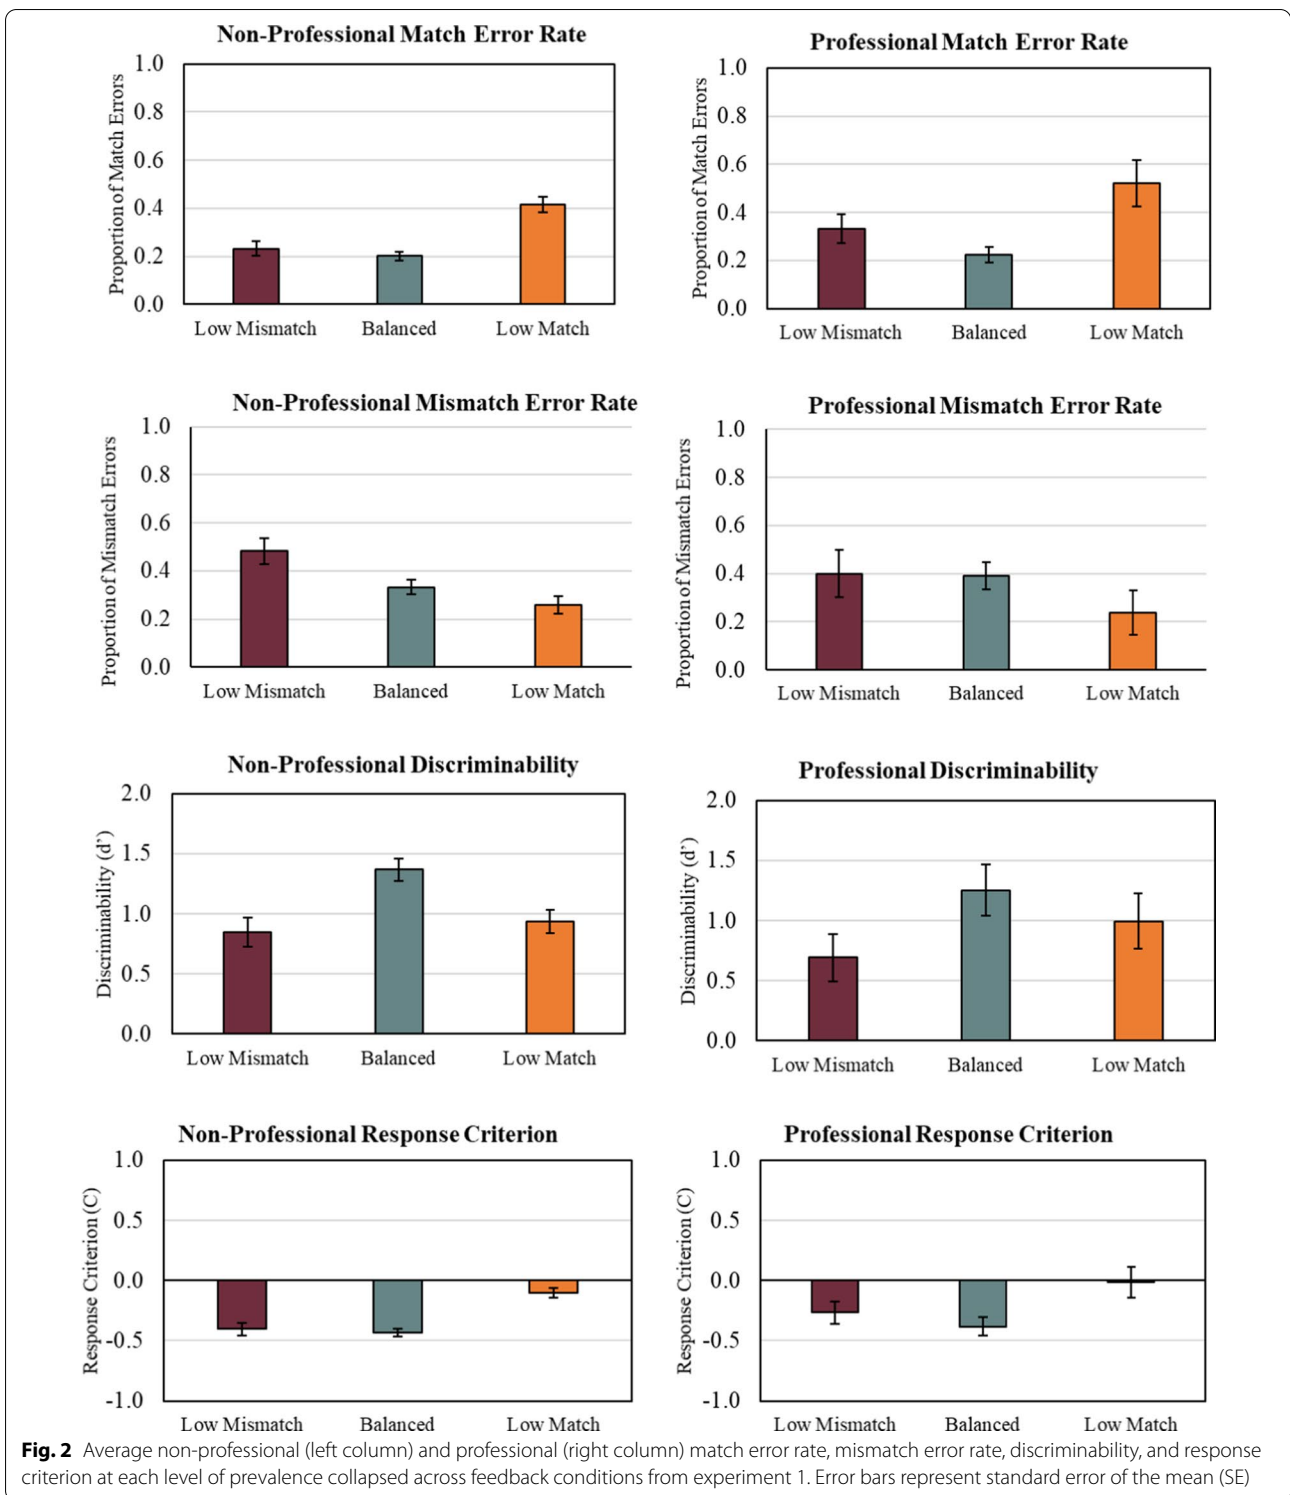 Non-Professional Match Error Rate
Proportion of Match Errors
1.0
0.8
0.6
0.4
0.2
0.0
Low Mismatch Balanced Low Match
Professional Match Error Rate
Proportion of Match Errors
1.0
0.8
0.6
0.4
0.2
0.0
Low Mismatch Balanced Low Match
Non-Professional Mismatch Error Rate
Proportion of Mismatch Errors
1.0
0.8
0.6
0.4
0.2
0.0
Low Mismatch Balanced Low Match
Professional Mismatch Error Rate
Proportion of Mismatch Errors
1.0
0.8
0.6
0.4
0.2
0.0
Low Mismatch Balanced Low Match
Non-Professional Discriminability
Discriminability (d’)
2.0
1.5
1.0
0.5
0.0
Low Mismatch Balanced Low Match
Professional Discriminability
Discriminability (d’)
2.0
1.5
1.0
0.5
0.0
Low Mismatch Balanced Low Match
Non-Professional Response Criterion
Response Criterion (C)
1.0
0.5
0.0
-0.5
-1.0
Low Mismatch Balanced Low Match
Professional Response Criterion
Response Criterion (C)
1.0
0.5
0.0
-0.5
-1.0
Low Mismatch Balanced Low Match
Fig. 2 Average non-professional (left column) and professional (right column) match error rate, mismatch error rate, discriminability, and response
criterion at each level of prevalence collapsed across feedback conditions from experiment 1. Error bars represent standard error of the mean (SE)